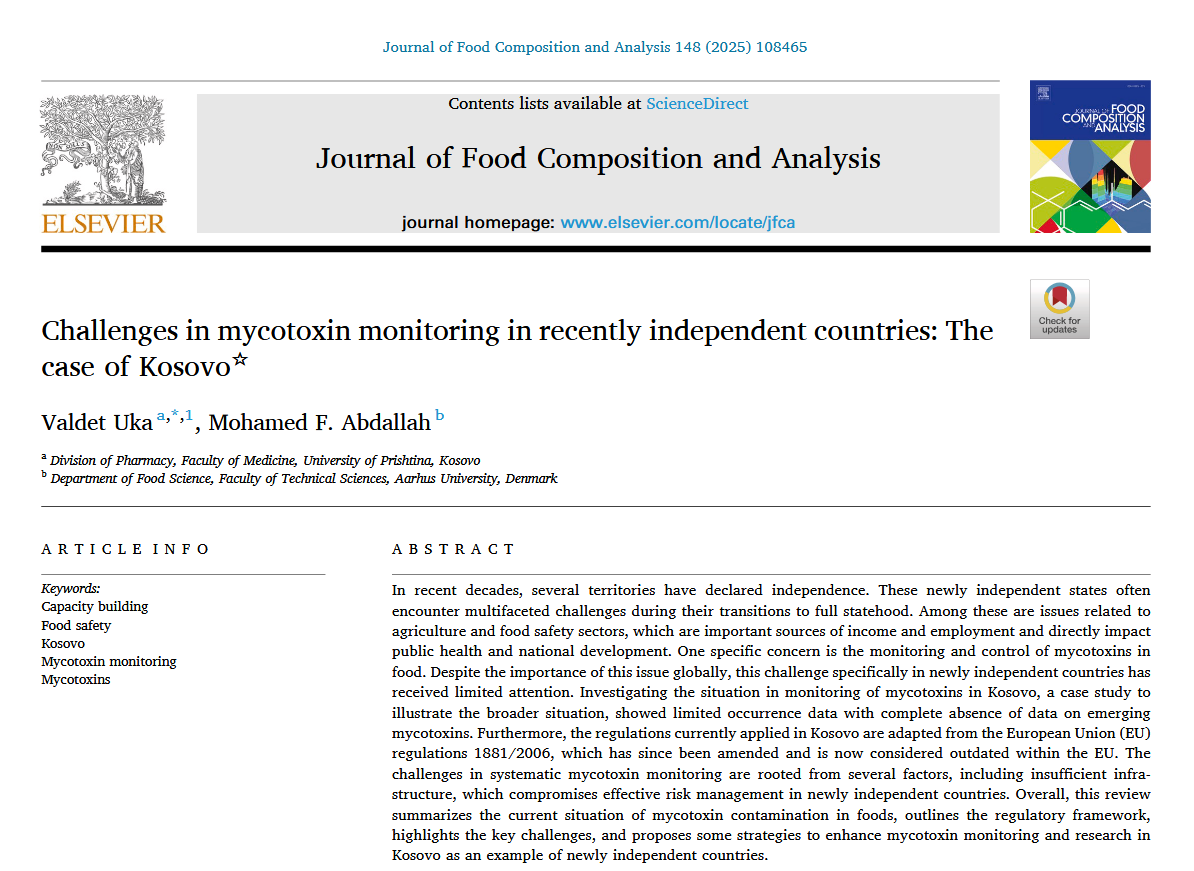 Journal of Food Composition and Analysis 148 (2025) 108465
Contents lists available at ScienceDirect
Journal of Food Composition and Analysis
journal homepage: www.elsevier.com/locate/jfca
ELSEVIER
JOURNAL OF FOOD
COMPOSITION
AND ANALYSIS
Check for
updates
Challenges in mycotoxin monitoring in recently independent countries: The
case of Kosovo☆
Valdet Uka a,*,1, Mohamed F. Abdallah b
a Division of Pharmacy, Faculty of Medicine, University of Prishtina, Kosovo
b Department of Food Science, Faculty of Technical Sciences, Aarhus University, Denmark
ARTICLE INFO
Keywords:
Capacity building
Food safety
Kosovo
Mycotoxin monitoring
Mycotoxins
ABSTRACT
In recent decades, several territories have declared independence. These newly independent states often
encounter multifaceted challenges during their transitions to full statehood. Among these are issues related to
agriculture and food safety sectors, which are important sources of income and employment and directly impact
public health and national development. One specific concern is the monitoring and control of mycotoxins in
food. Despite the importance of this issue globally, this challenge specifically in newly independent countries has
received limited attention. Investigating the situation in monitoring of mycotoxins in Kosovo, a case study to
illustrate the broader situation, showed limited occurrence data with complete absence of data on emerging
mycotoxins. Furthermore, the regulations currently applied in Kosovo are adapted from the European Union (EU)
regulations 1881/2006, which has since been amended and is now considered outdated within the EU. The
challenges in systematic mycotoxin monitoring are rooted from several factors, including insufficient infra-
structure, which compromises effective risk management in newly independent countries. Overall, this review
summarizes the current situation of mycotoxin contamination in foods, outlines the regulatory framework,
highlights the key challenges, and proposes some strategies to enhance mycotoxin monitoring and research in
Kosovo as an example of newly independent countries.